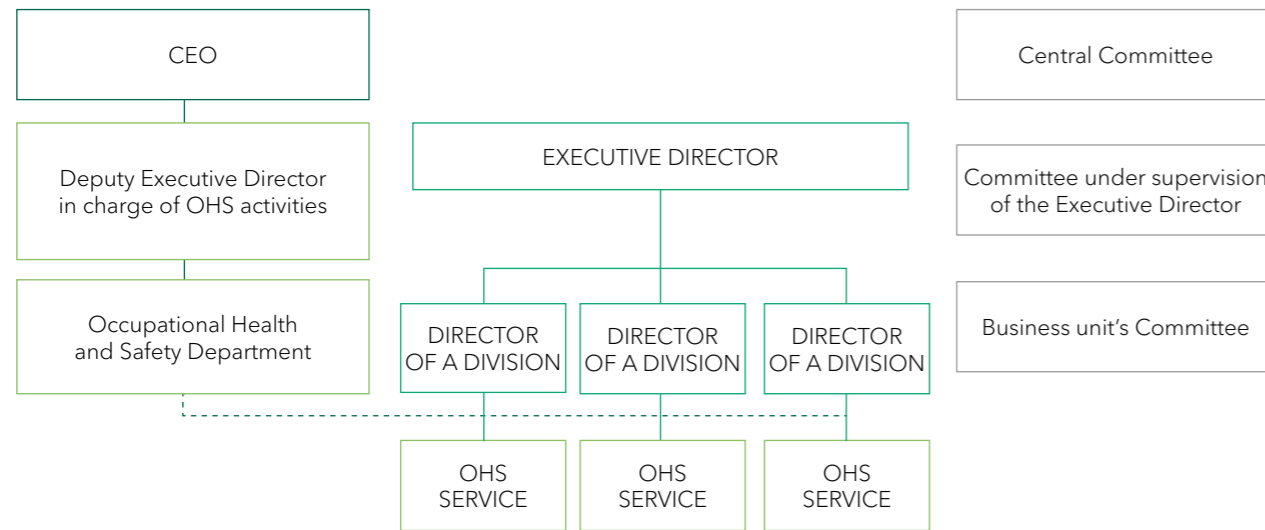 CEO
Deputy Executive Director
in charge of OHS activities
Occupational Health
and Safety Department
EXECUTIVE DIRECTOR
DIRECTOR
OF A DIVISION
DIRECTOR
OF A DIVISION
DIRECTOR
OF A DIVISION
OHS
SERVICE
OHS
SERVICE
OHS
SERVICE
Central Committee
Committee under supervision
of the Executive Director
Business unit's Committee